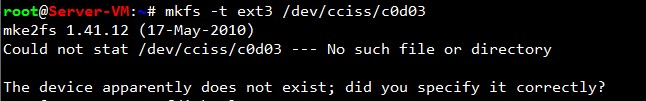 root@Server-VM:~# mkfs -t ext3 /dev/cciss/c0d03
mke2fs 1.41.12 (17-May-2010)
Could not stat /dev/cciss/c0d03 --- No such file or directory
The device apparently does not exist; did you specify it correctly?